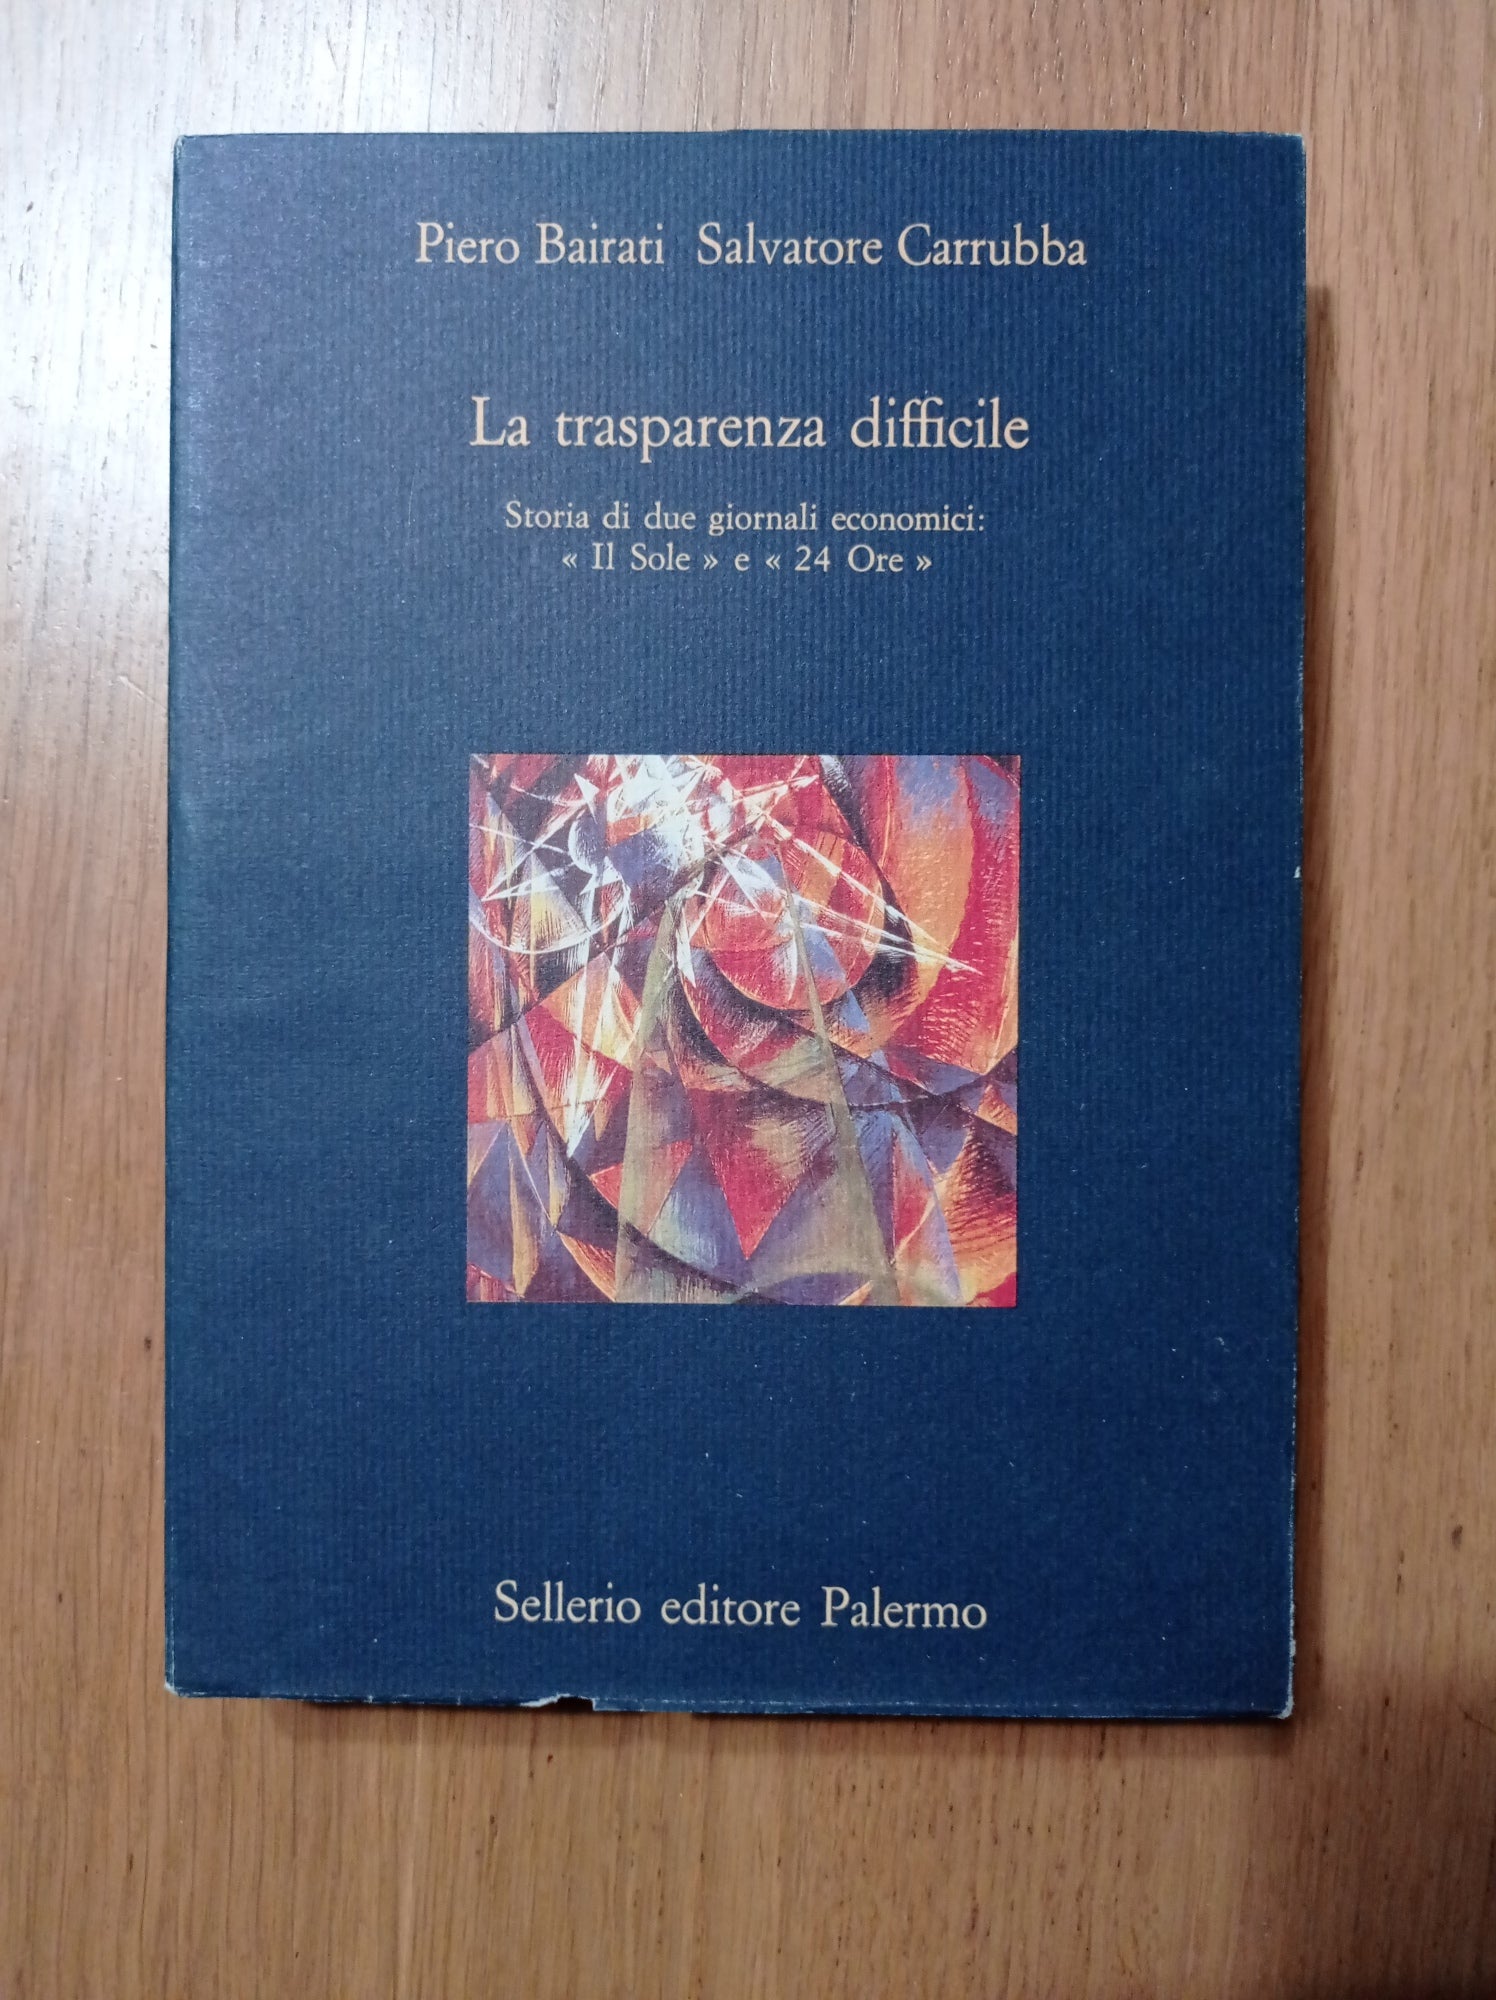 Piero Bairati Salvatore Carrubba
La trasparenza difficile
Storia di due giornali economici:
« Il Sole » e « 24 Ore »
Sellerio editore Palermo